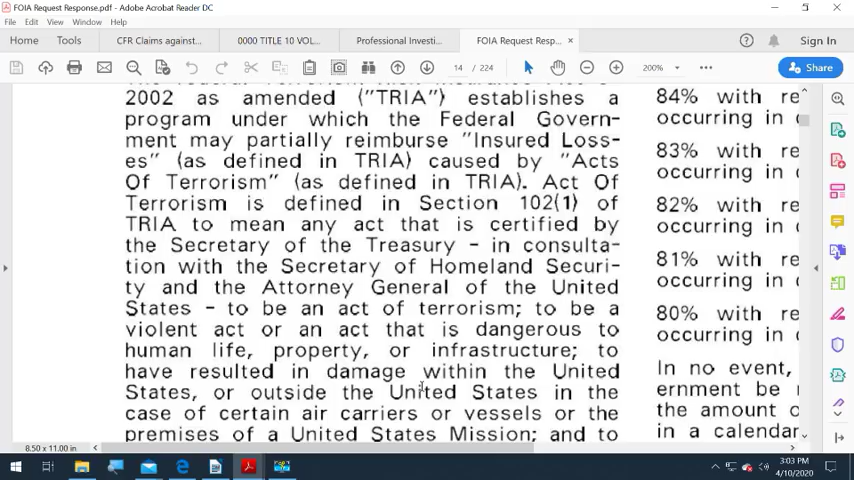 FOIA Request Response.pdf - Adobe Acrobat Reader DC
File Edit View Window Help
Home Tools CFR Claims against... 0000 TITLE 10 VOL... Professional Investi... FOIA Request Resp... × Sign In
14 / 224 200% Share
2002 as amended ("TRIA") establishes a
program under which the Federal Govern-
ment may partially reimburse "Insured Loss-
es" (as defined in TRIA) caused by "Acts
Of Terrorism" (as defined in TRIA). Act Of
Terrorism is defined in Section 102(1) of
TRIA to mean any act that is certified by
the Secretary of the Treasury - in consulta-
tion with the Secretary of Homeland Securi-
ty and the Attorney General of the United
States - to be an act of terrorism; to be a
violent act or an act that is dangerous to
human life, property, or infrastructure; to
have resulted in damage within the United
States, or outside the United States in the
case of certain air carriers or vessels or the
premises of a United States Mission; and to
84% with re
occurring in c
83% with re
occurring in c
82% with re
occurring in c
81% with re
occurring in c
80% with re
occurring in c
In no event,
ernment be r
the amount o
in a calendar
8.50 x 11.00 in
3:03 PM
4/10/2020